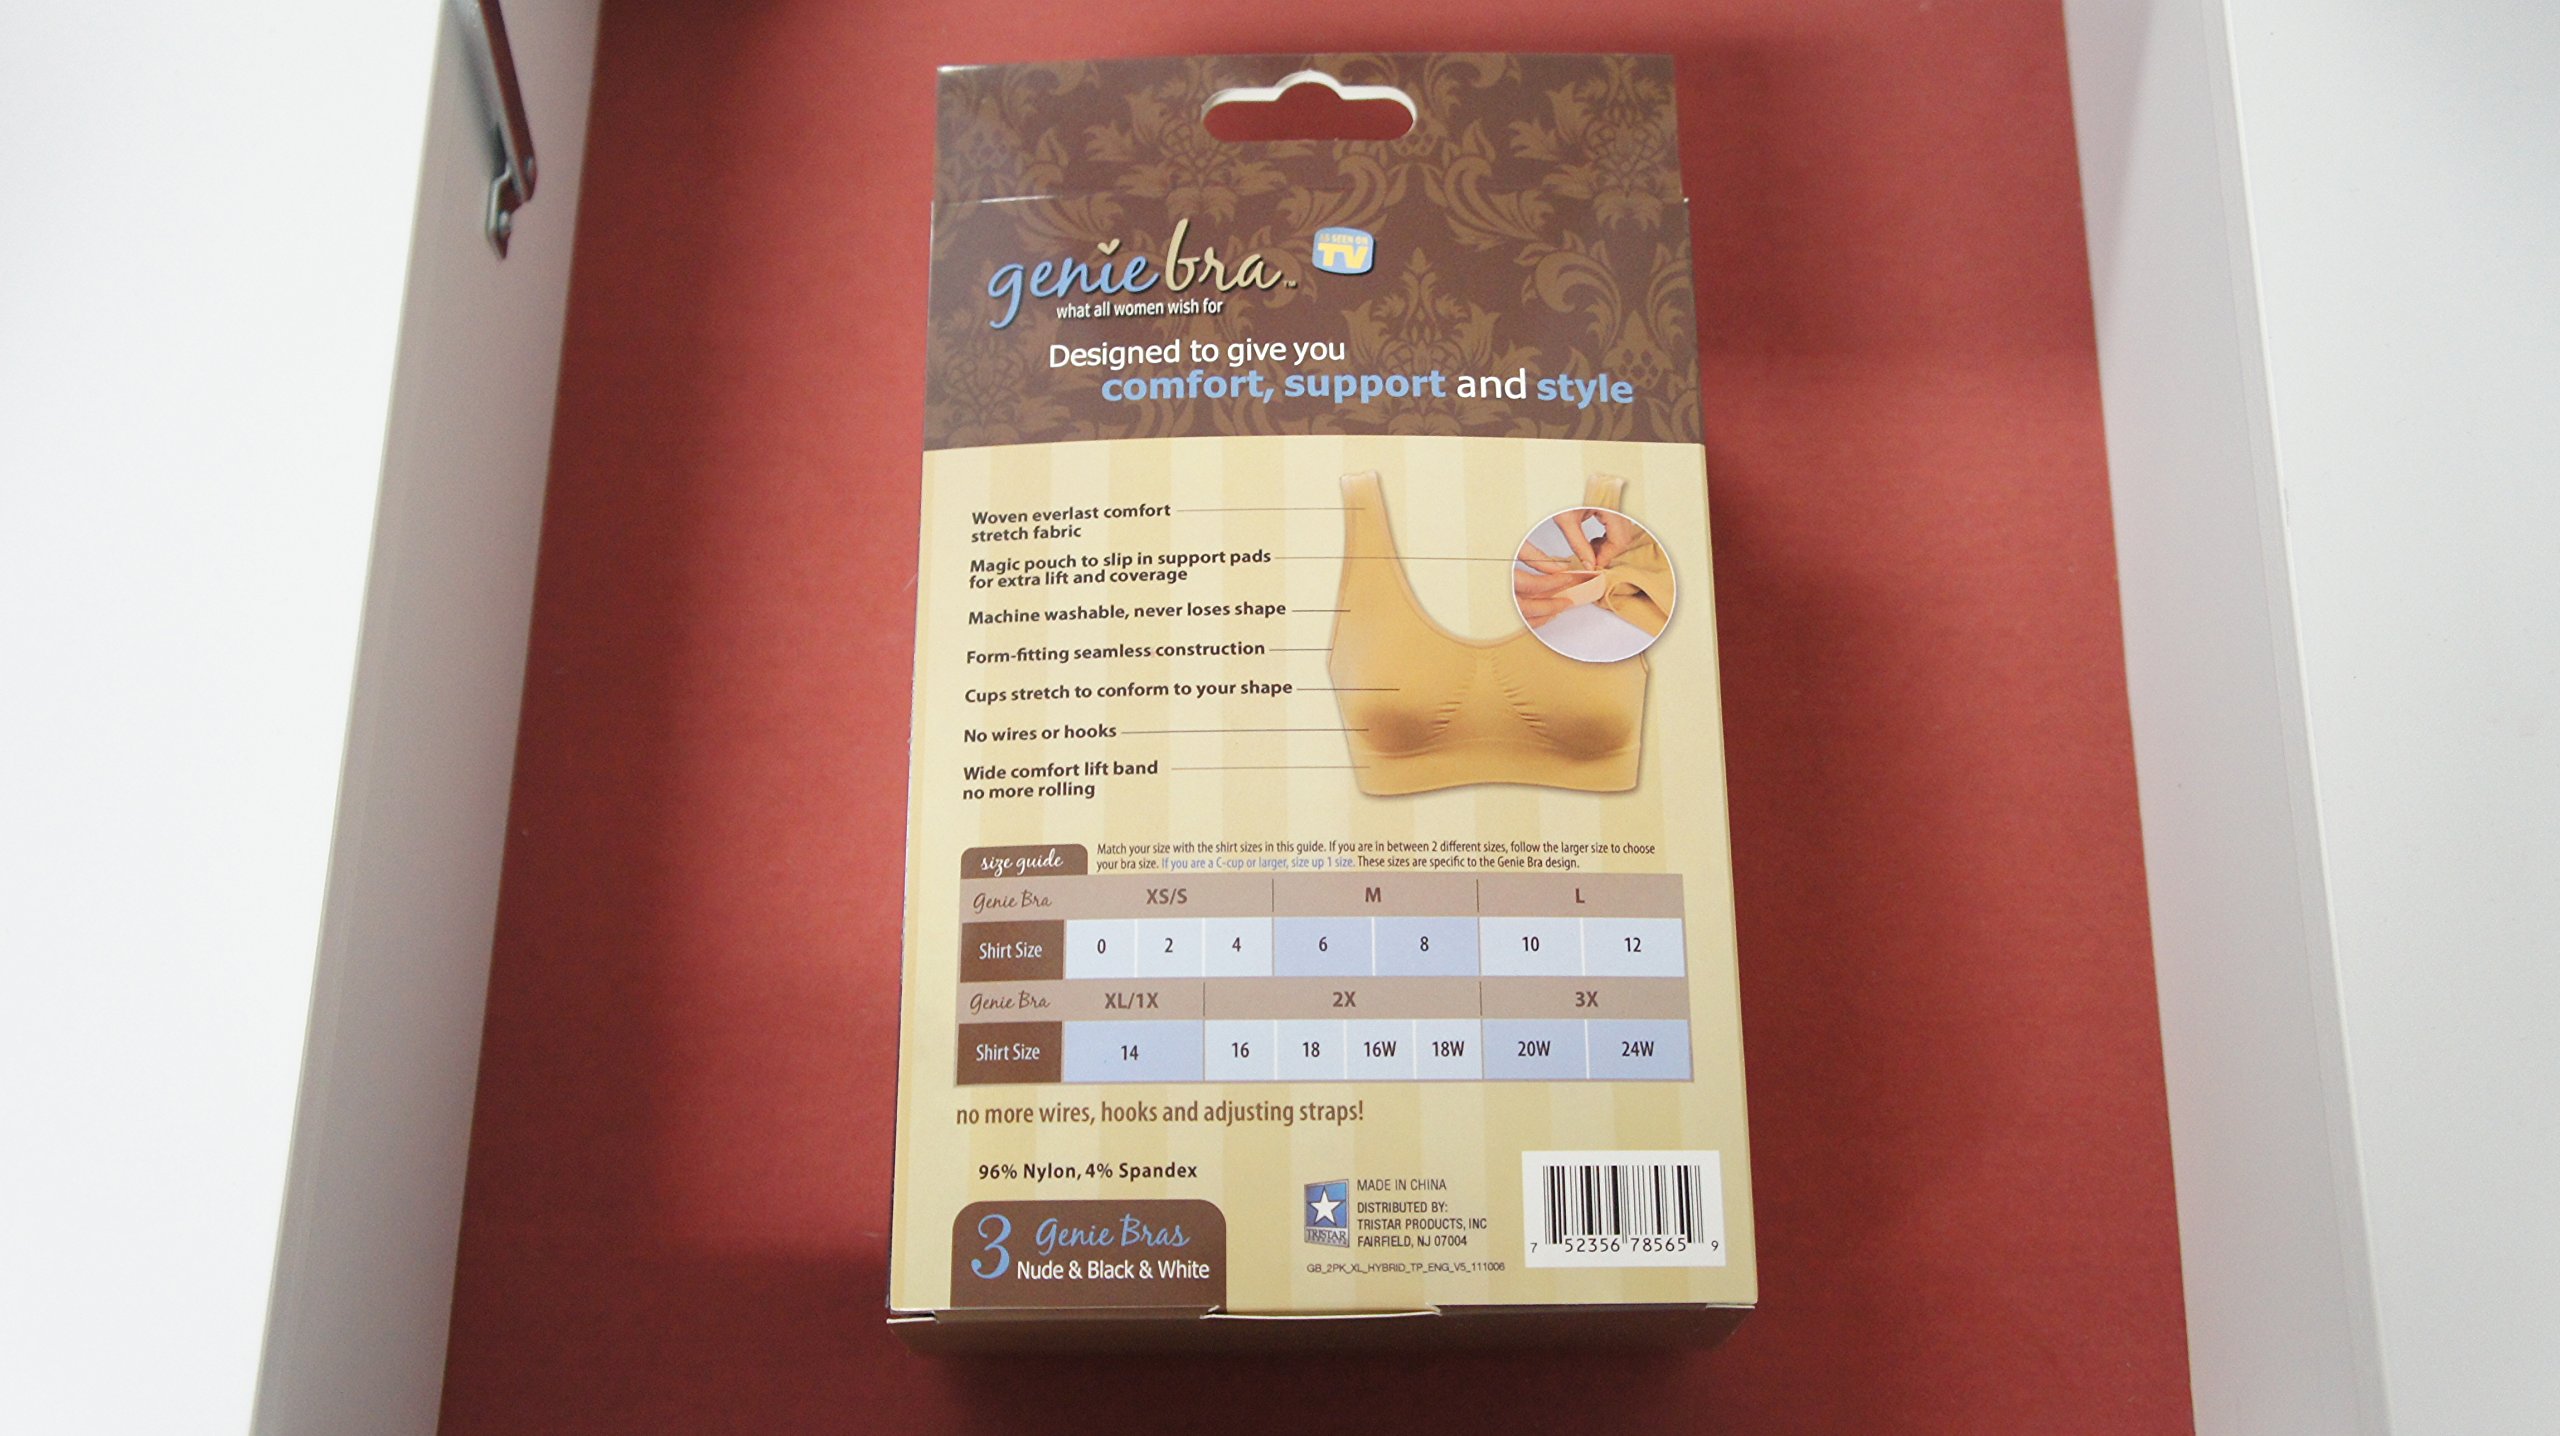 genie bra™
AS SEEN ON
TV
what all women wish for
Designed to give you
comfort, support and style
Woven everlast comfort
stretch fabric
Magic pouch to slip in support pads
for extra lift and coverage
Machine washable, never loses shape
Form-fitting seamless construction
Cups stretch to conform to your shape
No wires or hooks
Wide comfort lift band
no more rolling
size guide
Match your size with the shirt sizes in this guide. If you are in between 2 different sizes, follow the larger size to choose
your bra size. If you are a C-cup or larger, size up 1 size. These sizes are specific to the Genie Bra design.
Genie Bra XS/S M L
Shirt Size 0 2 4 6 8 10 12
Genie Bra XL/1X 2X 3X
Shirt Size 14 16 18 16W 18W 20W 24W
no more wires, hooks and adjusting straps!
96% Nylon, 4% Spandex
3 Genie Bras
Nude & Black & White
TRISTAR
MADE IN CHINA
DISTRIBUTED BY:
TRISTAR PRODUCTS, INC
FAIRFIELD, NJ 07004
GB_2PK_XL_HYBRID_TP_ENG_V5_111006
7 52356 78565 9